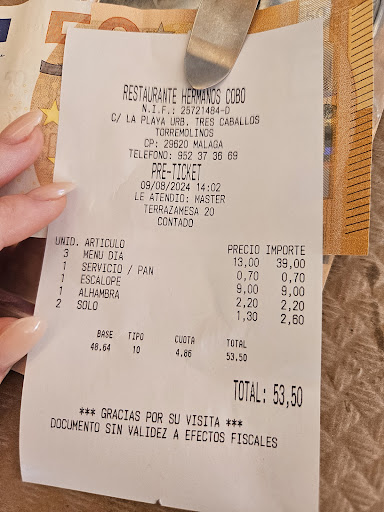 RESTAURANTE HERMANOS COBO
N.I.F.: 25721484-D
C/ LA PLAYA URB. TRES CABALLOS
TORREMOLINOS
CP: 29620 MALAGA
TELEFONO: 952 37 36 69
PRE-TICKET
09/08/2024 14:02
LE ATENDIO: MASTER
TERRAZAMESA 20
CONTADO
UNID. ARTICULO PRECIO IMPORTE
3 MENU DIA 13,00 39,00
1 SERVICIO / PAN 0,70 0,70
1 ESCALOPE 9,00 9,00
1 ALHAMBRA 2,20 2,20
2 SOLO 1,30 2,60
BASE TIPO CUOTA TOTAL
48,64 10 4,86 53,50
TOTAL: 53,50
*** GRACIAS POR SU VISITA ***
DOCUMENTO SIN VALIDEZ A EFECTOS FISCALES